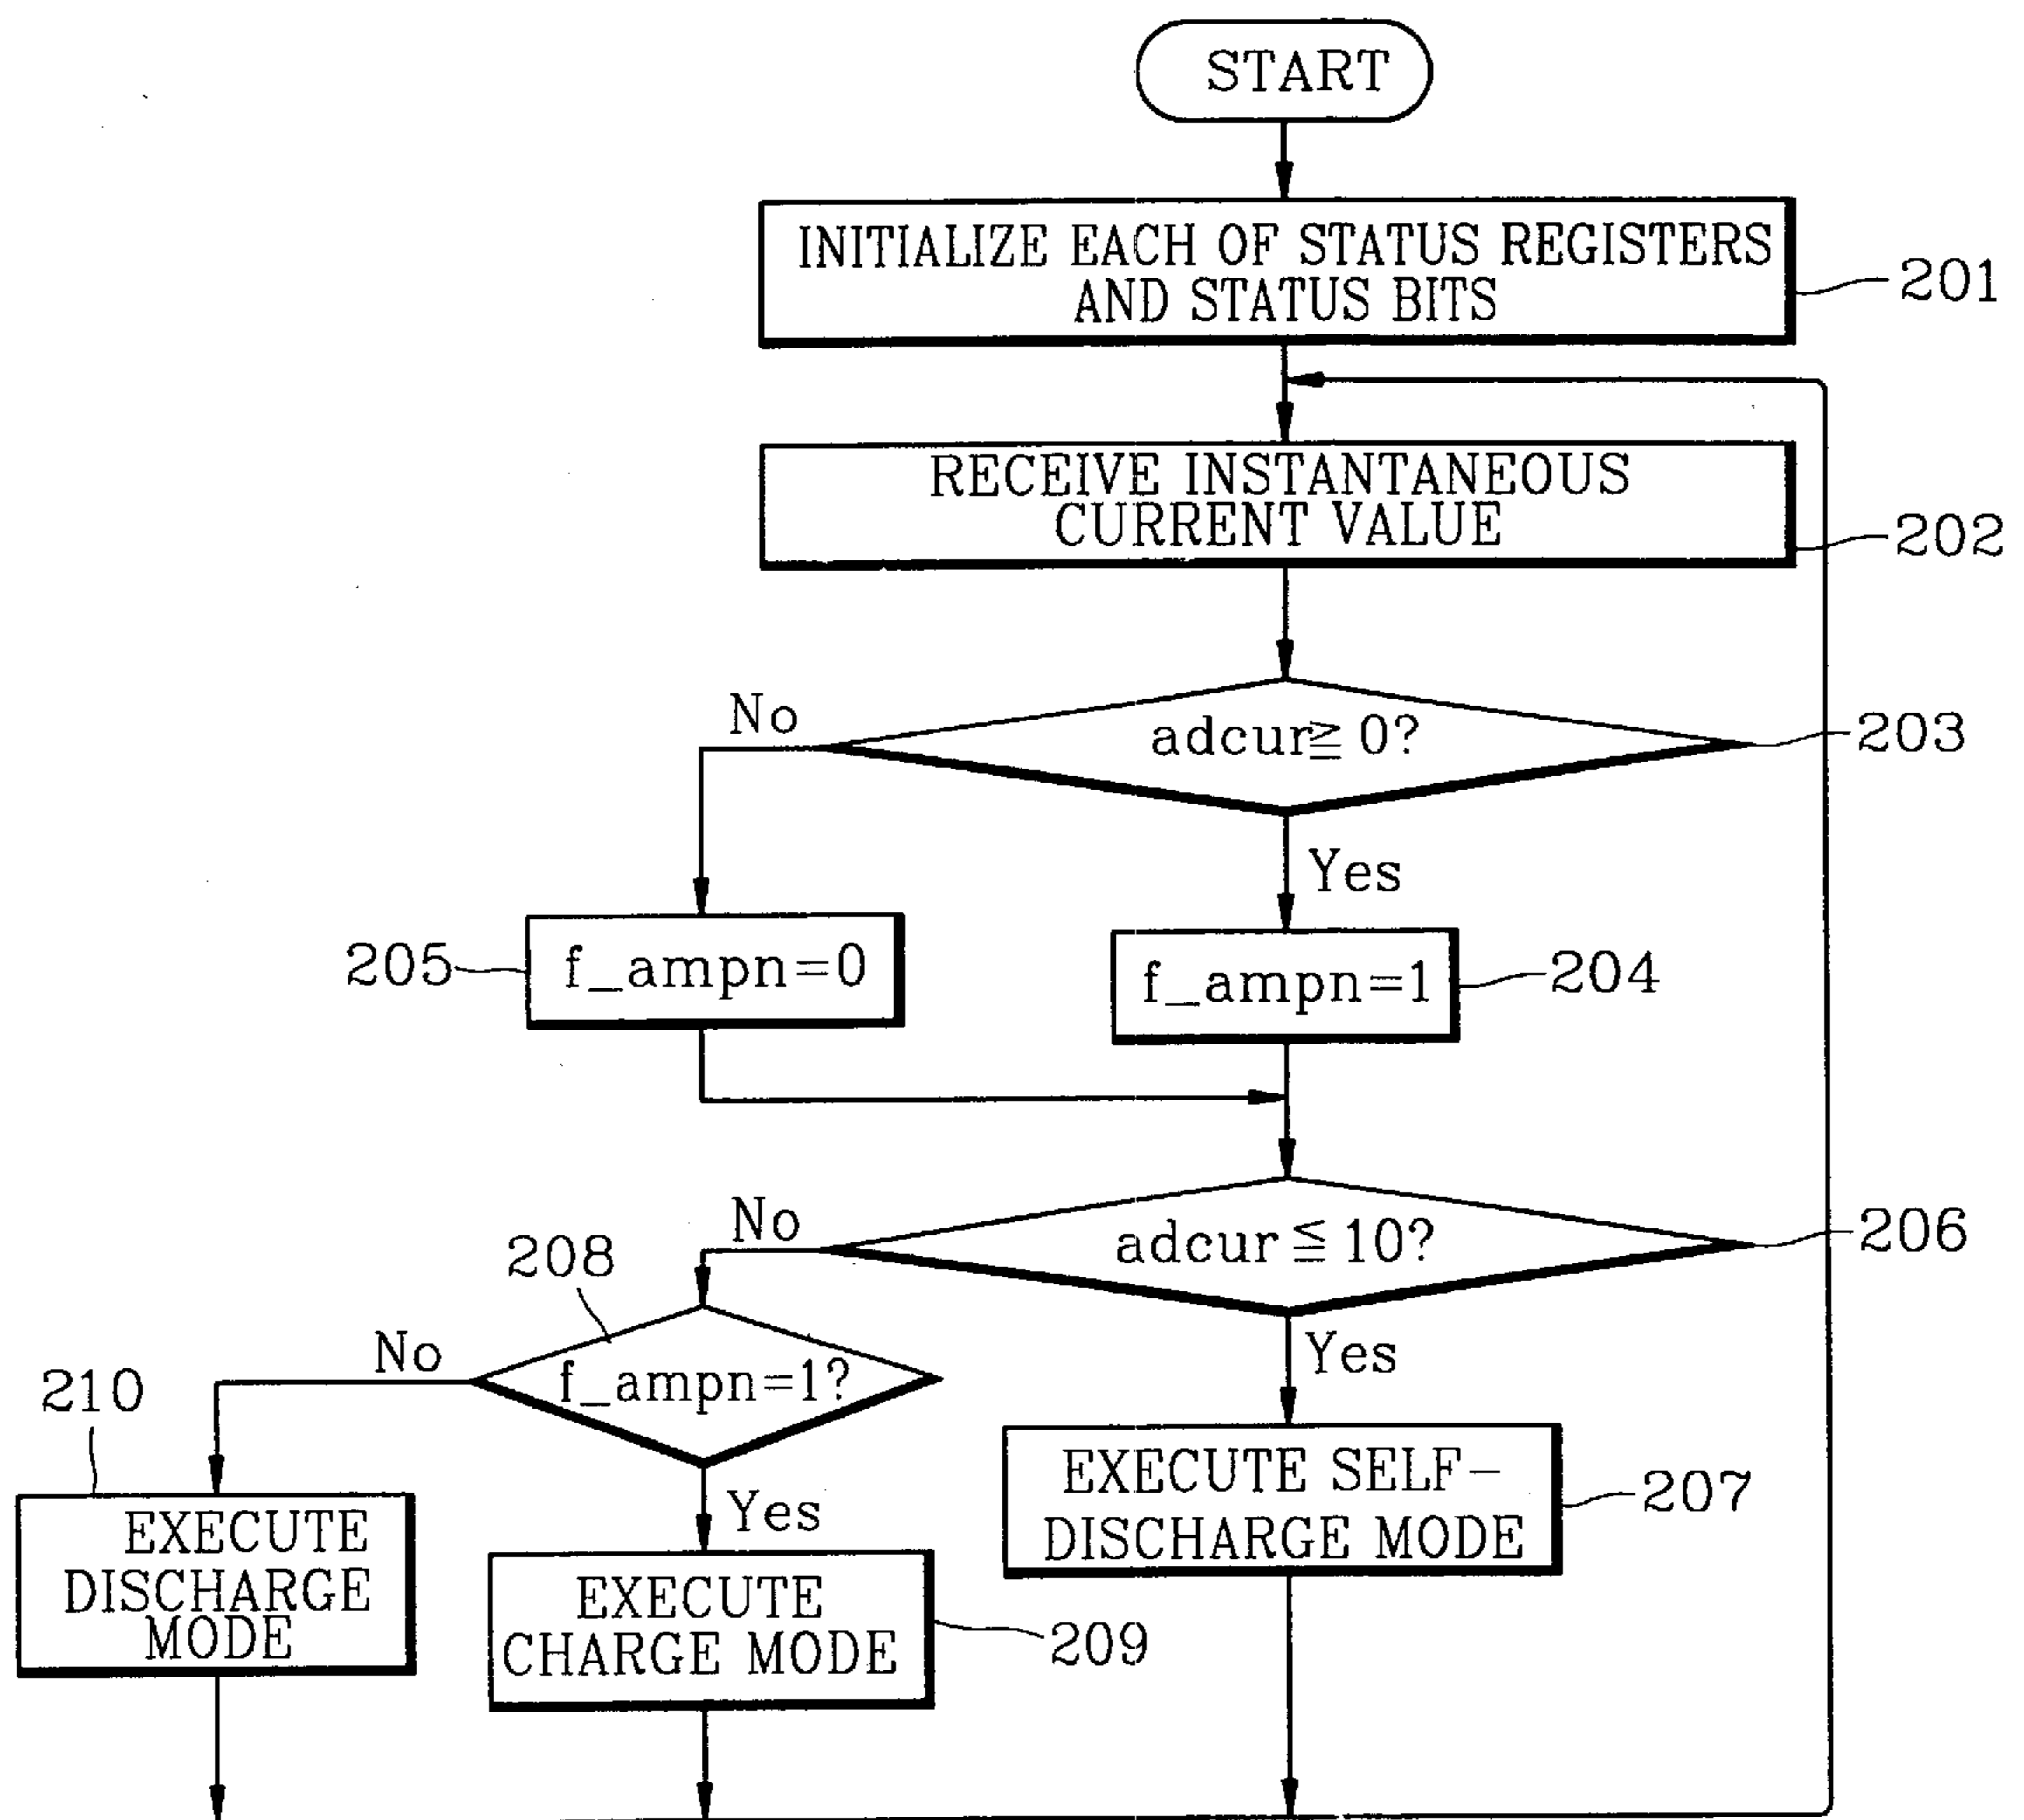 START
INITIALIZE EACH OF STATUS REGISTERS
AND STATUS BITS
201
RECEIVE INSTANTANEOUS
CURRENT VALUE
202
No
adcur≧ 0?
203
Yes
205
f_ampn=0
f_ampn=1
204
No
adcur ≦ 10?
206
208
Yes
No
f_ampn=1?
210
EXECUTE
DISCHARGE
MODE
Yes
EXECUTE
CHARGE MODE
209
EXECUTE SELF-
DISCHARGE MODE
207